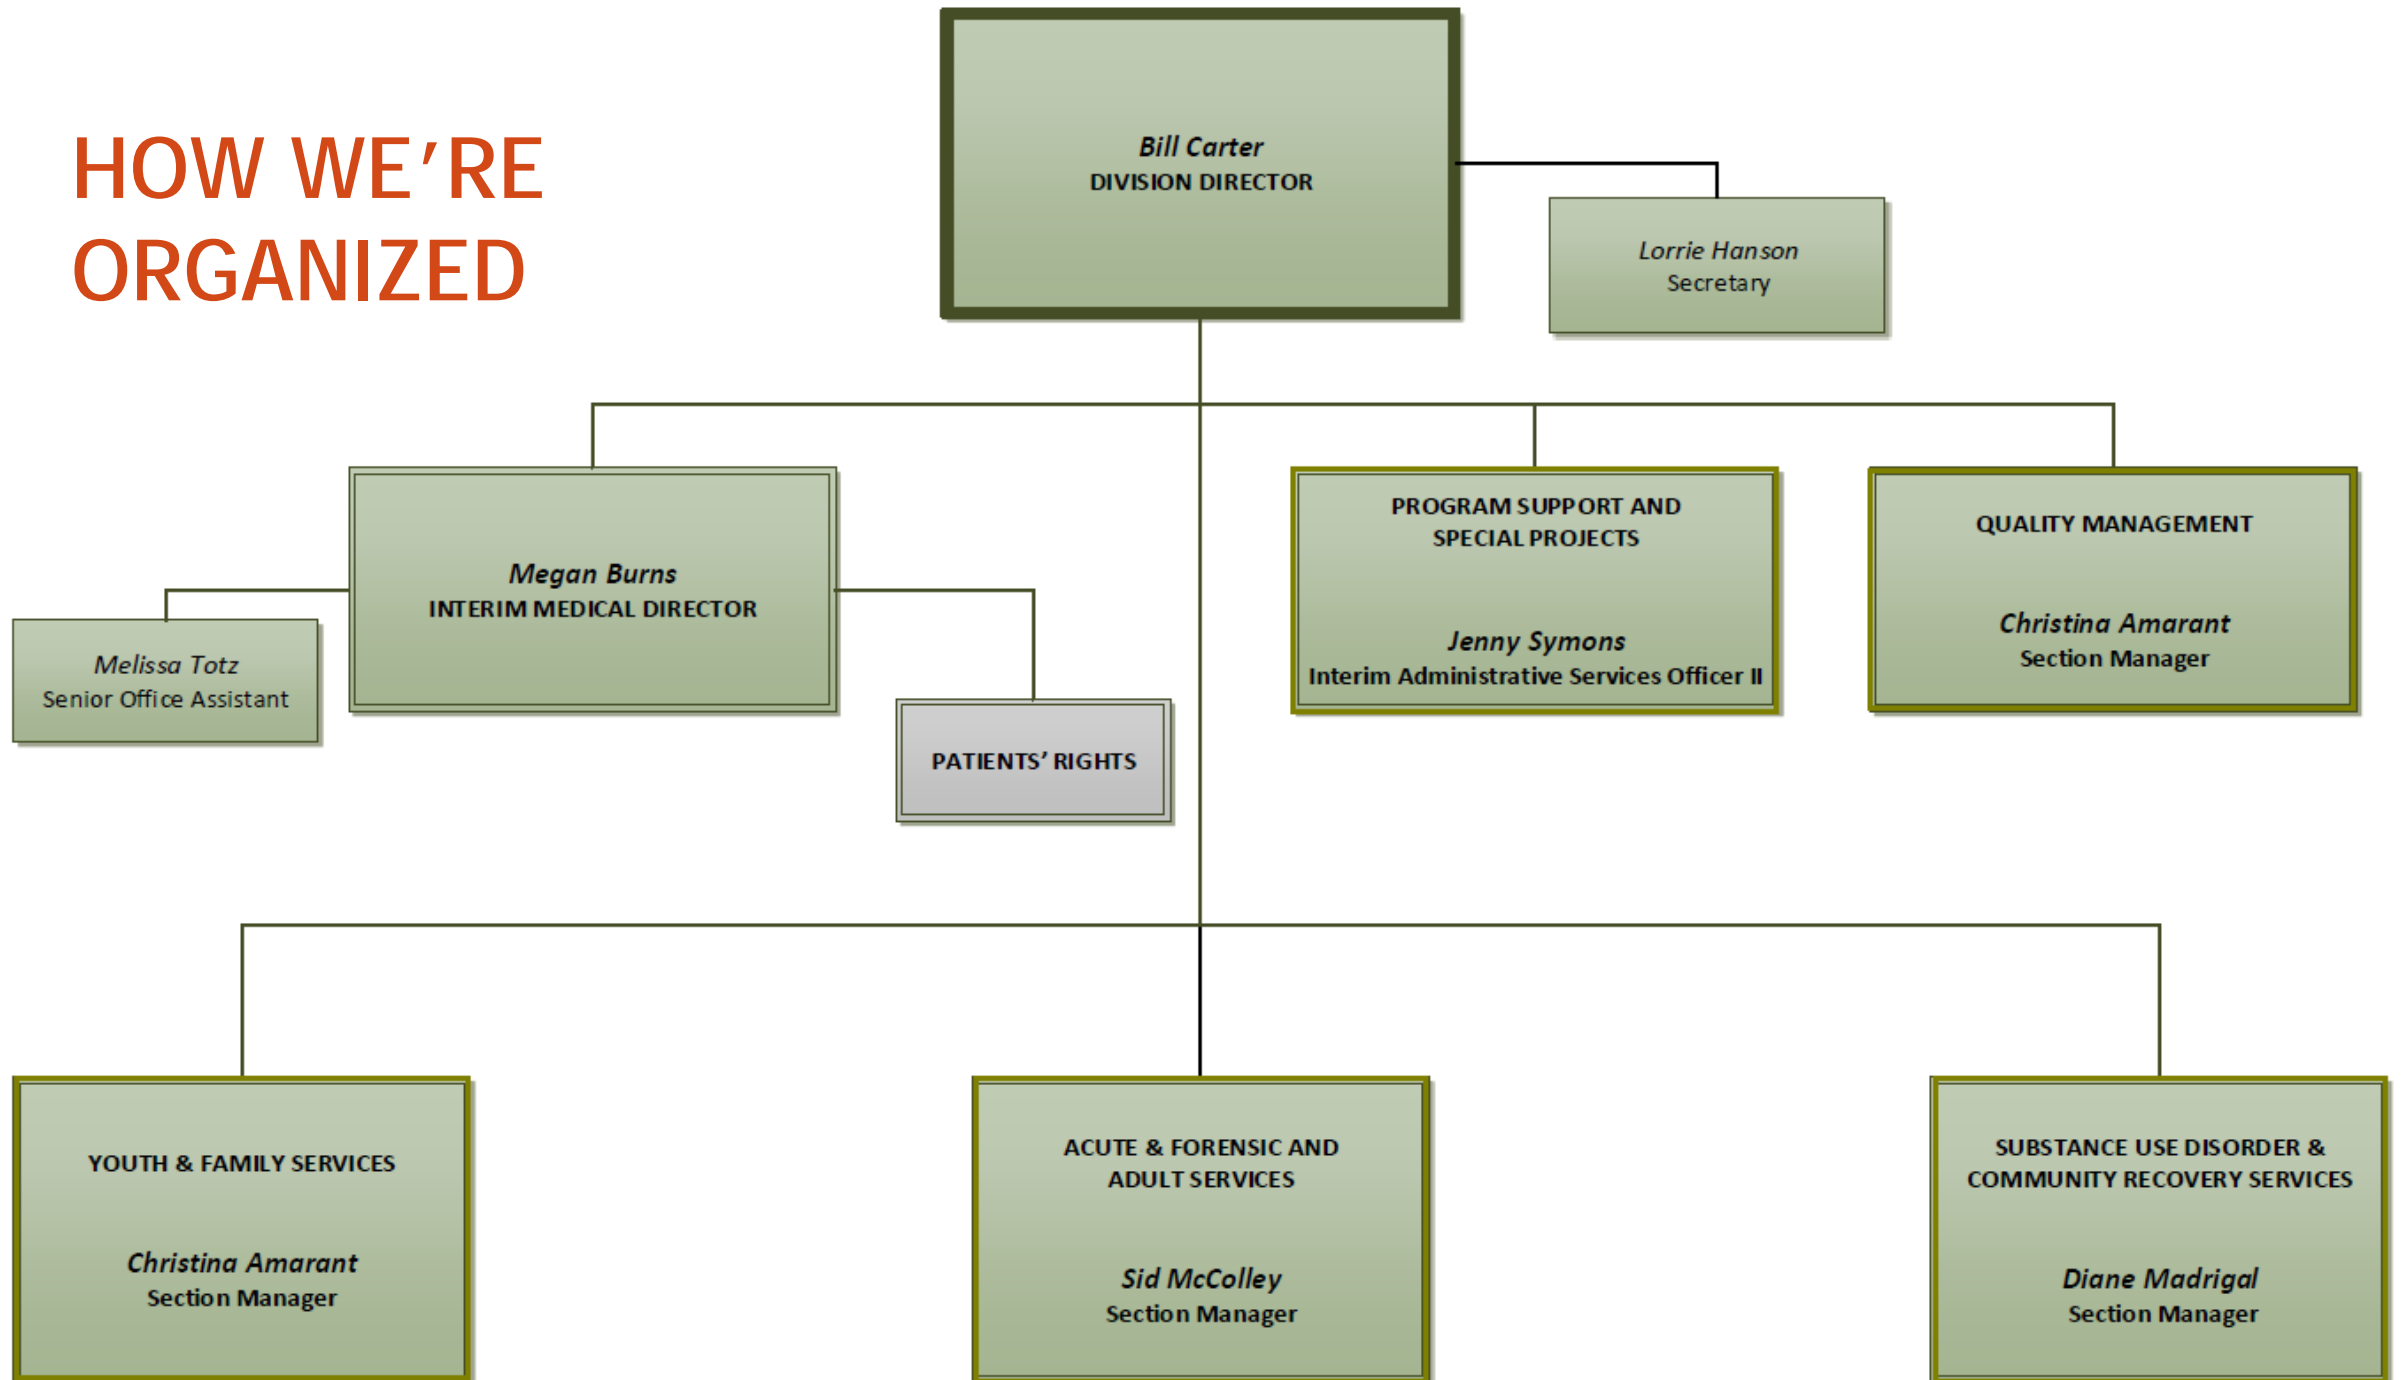 HOW WE'RE
ORGANIZED
Bill Carter
DIVISION DIRECTOR
Lorrie Hanson
Secretary
Megan Burns
INTERIM MEDICAL DIRECTOR
Melissa Totz
Senior Office Assistant
PATIENTS' RIGHTS
PROGRAM SUPPORT AND
SPECIAL PROJECTS
Jenny Symons
Interim Administrative Services Officer II
QUALITY MANAGEMENT
Christina Amarant
Section Manager
YOUTH & FAMILY SERVICES
Christina Amarant
Section Manager
ACUTE & FORENSIC AND
ADULT SERVICES
Sid McColley
Section Manager
SUBSTANCE USE DISORDER &
COMMUNITY RECOVERY SERVICES
Diane Madrigal
Section Manager